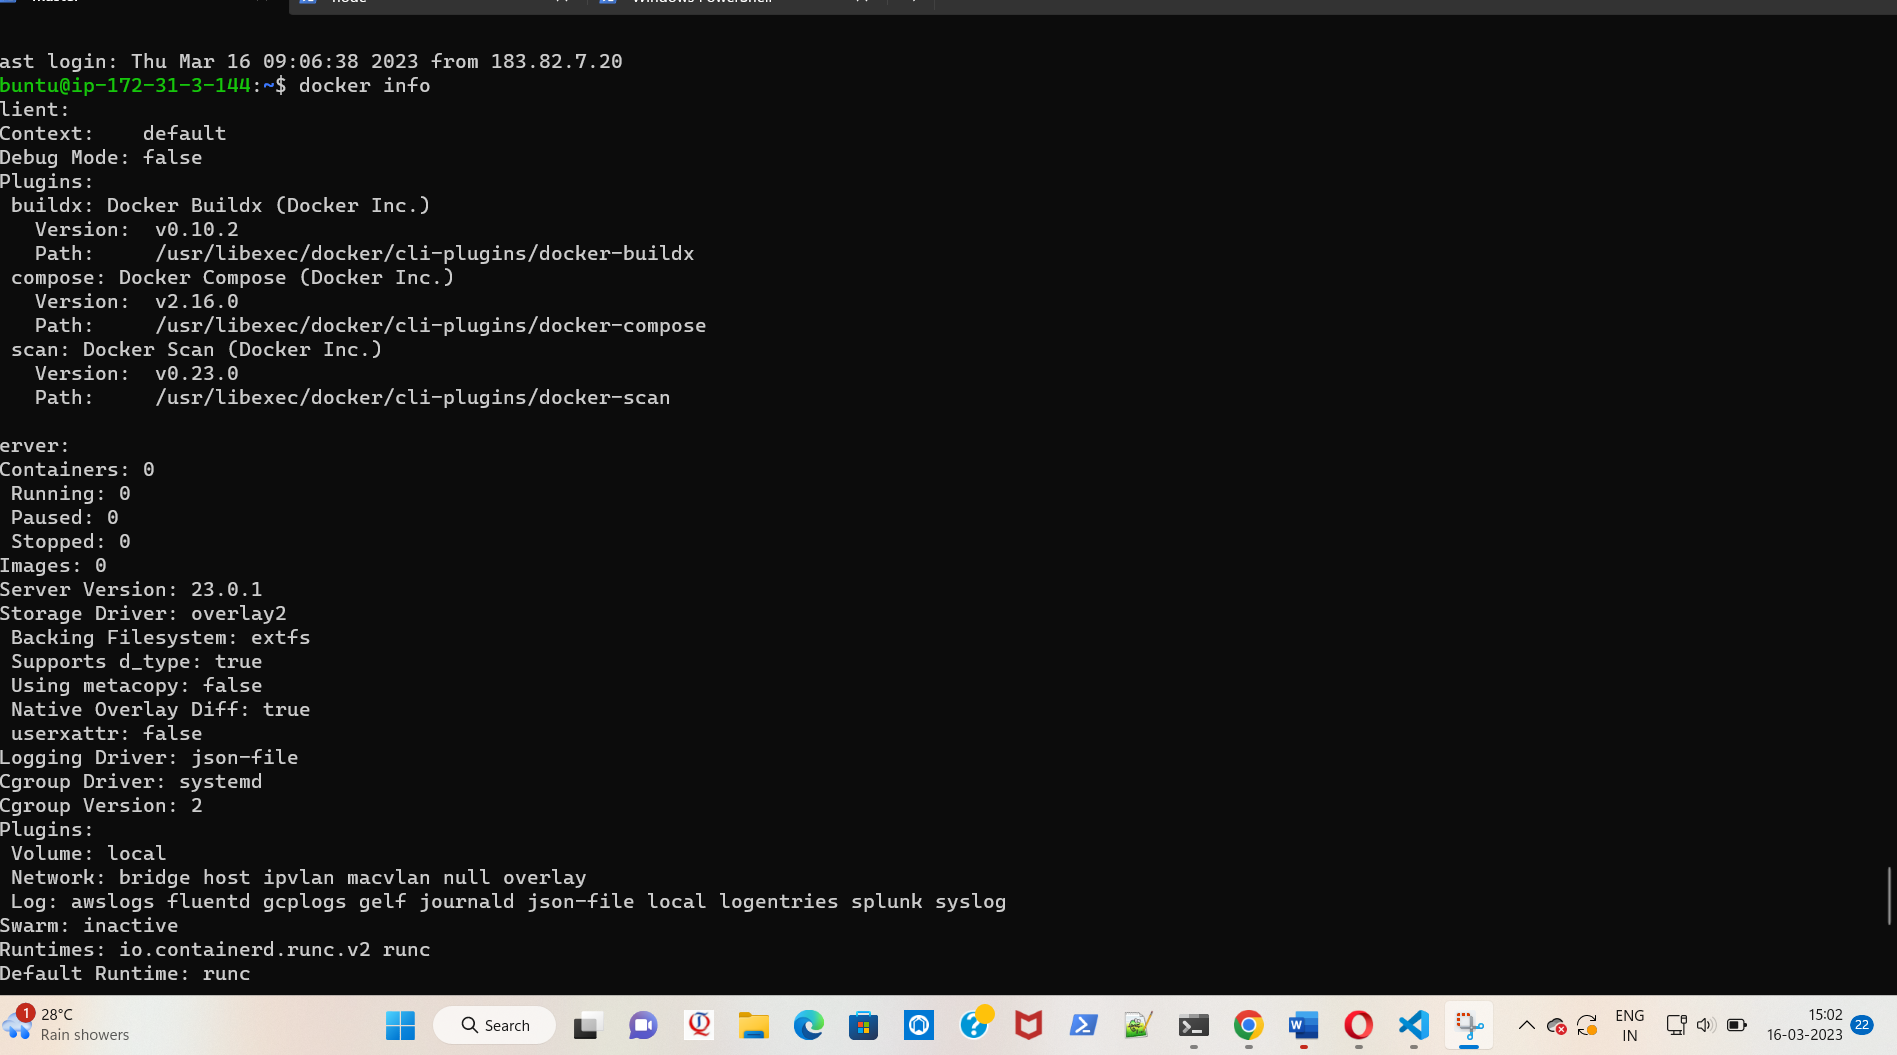 master node Windows PowerShell
ast login: Thu Mar 16 09:06:38 2023 from 183.82.7.20
buntu@ip-172-31-3-144:~$ docker info
lient:
Context:    default
Debug Mode: false
Plugins:
 buildx: Docker Buildx (Docker Inc.)
   Version:  v0.10.2
   Path:     /usr/libexec/docker/cli-plugins/docker-buildx
 compose: Docker Compose (Docker Inc.)
   Version:  v2.16.0
   Path:     /usr/libexec/docker/cli-plugins/docker-compose
 scan: Docker Scan (Docker Inc.)
   Version:  v0.23.0
   Path:     /usr/libexec/docker/cli-plugins/docker-scan
erver:
Containers: 0
 Running: 0
 Paused: 0
 Stopped: 0
Images: 0
Server Version: 23.0.1
Storage Driver: overlay2
 Backing Filesystem: extfs
 Supports d_type: true
 Using metacopy: false
 Native Overlay Diff: true
 userxattr: false
Logging Driver: json-file
Cgroup Driver: systemd
Cgroup Version: 2
Plugins:
 Volume: local
 Network: bridge host ipvlan macvlan null overlay
 Log: awslogs fluentd gcplogs gelf journald json-file local logentries splunk syslog
Swarm: inactive
Runtimes: io.containerd.runc.v2 runc
Default Runtime: runc
1 28°C
Rain showers
Search
ENG
IN
15:02
16-03-2023
22